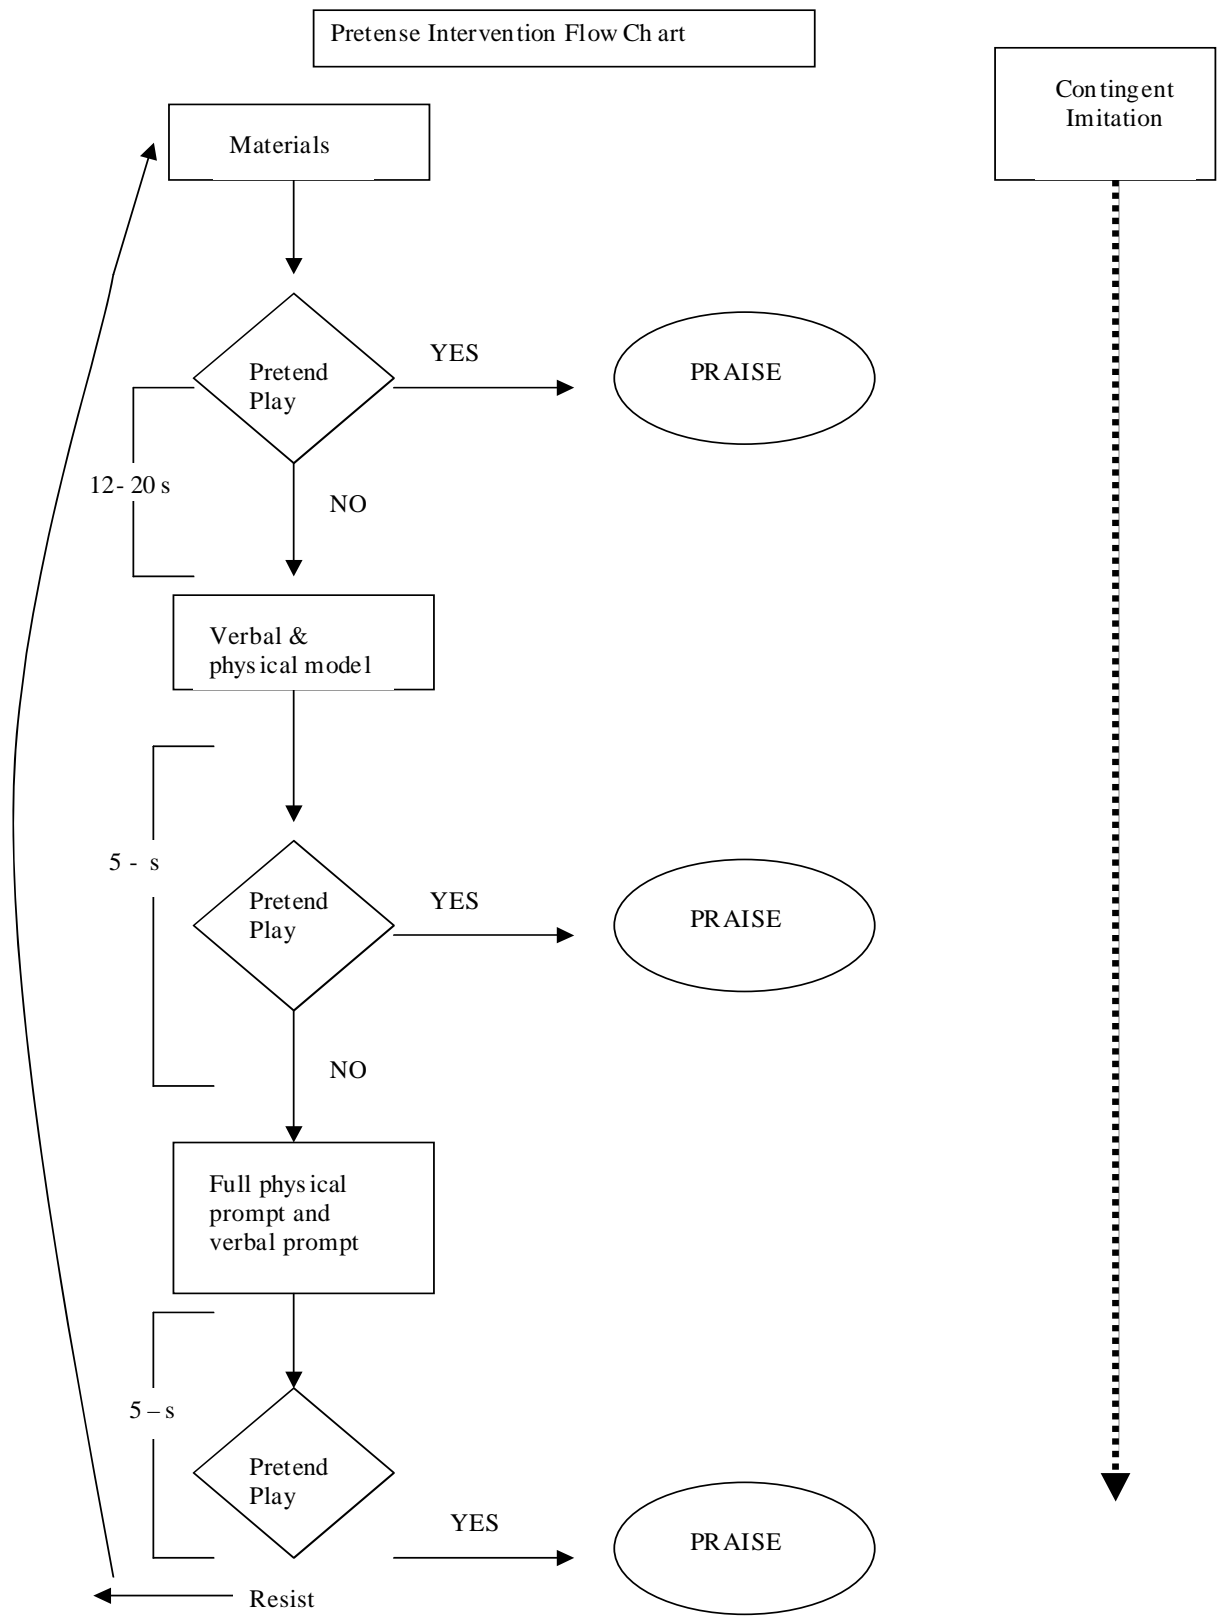 Pretense Intervention Flow Chart
Contingent
Imitation
Materials
YES
Pretend
Play
PRAISE
12-20 s
NO
Verbal &
physical model
5 - s
Pretend
Play
YES
PRAISE
NO
Full physical
prompt and
verbal prompt
5 – s
Pretend
Play
YES
PRAISE
Resist